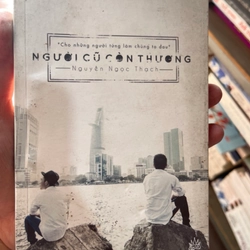 "Cho những người từng làm chúng ta đau"
NGƯỜI CŨ CÒN THƯƠNG
Nguyễn Ngọc Thạch